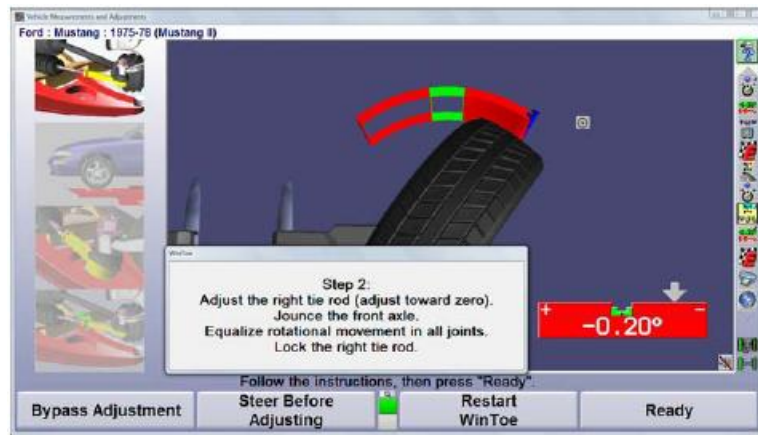 Vehicle Measurements and Adjustments
Ford : Mustang : 1975-78 (Mustang II)
WinToe
Step 2:
Adjust the right tie rod (adjust toward zero).
Jounce the front axle.
Equalize rotational movement in all joints.
Lock the right tie rod.
+ -0.20º −
Follow the instructions, then press "Ready".
Bypass Adjustment
Steer Before
Adjusting
Restart
WinToe
Ready